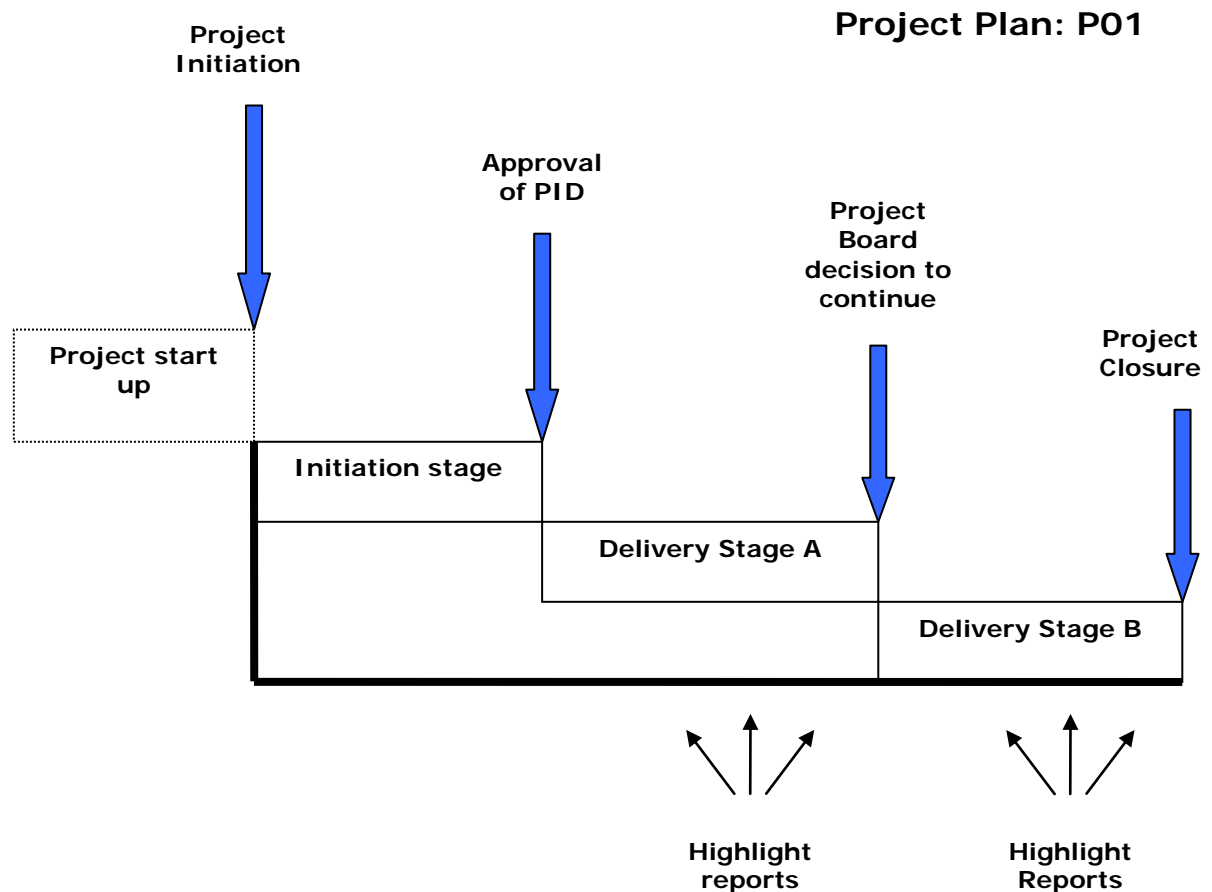 Project Plan: P01
Project
Initiation
Approval
of PID
Project
Board
decision to
continue
Project
Closure
Project start
up
Initiation stage
Delivery Stage A
Delivery Stage B
Highlight
reports
Highlight
Reports